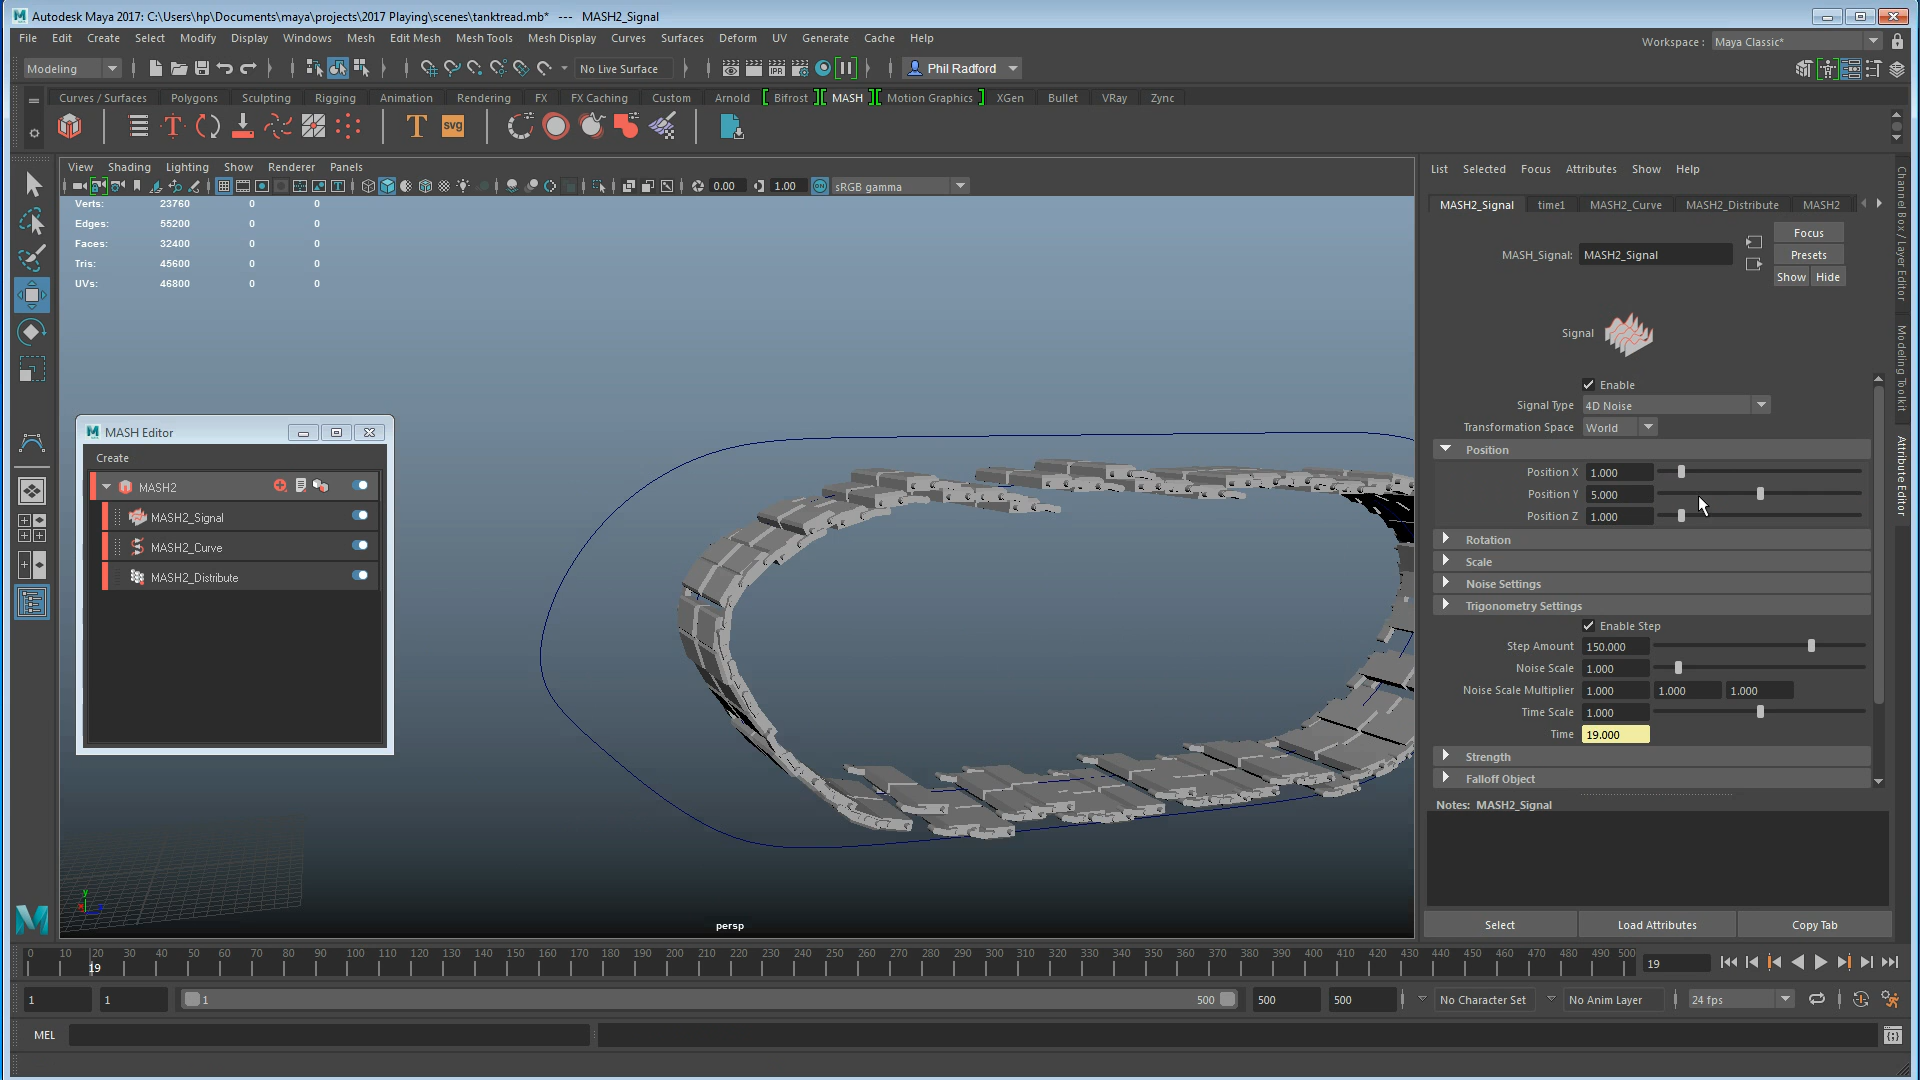 Autodesk Maya 2017: C:\Users\hp\Documents\maya\projects\2017 Playing\scenes\tanktread.mb* --- MASH2_Signal
File Edit Create Select Modify Display Windows Mesh Edit Mesh Mesh Tools Mesh Display Curves Surfaces Deform UV Generate Cache Help
Workspace : Maya Classic*
Modeling No Live Surface IPR Phil Radford
Curves / Surfaces Polygons Sculpting Rigging Animation Rendering FX FX Caching Custom Arnold Bifrost MASH Motion Graphics XGen Bullet VRay Zync
T T svg
View Shading Lighting Show Renderer Panels
0.00 1.00 ON sRGB gamma
Verts: 23760 0 0
Edges: 55200 0 0
Faces: 32400 0 0
Tris: 45600 0 0
UVs: 46800 0 0
MASH Editor
Create
MASH2
MASH2_Signal
MASH2_Curve
MASH2_Distribute
y
persp
List Selected Focus Attributes Show Help
MASH2_Signal time1 MASH2_Curve MASH2_Distribute MASH2
Focus
MASH_Signal: MASH2_Signal
Presets
Show Hide
Signal
Enable
Signal Type 4D Noise
Transformation Space World
Position
Position X 1.000
Position Y 5.000
Position Z 1.000
Rotation
Scale
Noise Settings
Trigonometry Settings
Enable Step
Step Amount 150.000
Noise Scale 1.000
Noise Scale Multiplier 1.000 1.000 1.000
Time Scale 1.000
Time 19.000
Strength
Falloff Object
Notes: MASH2_Signal
Select Load Attributes Copy Tab
Channel Box / Layer Editor
Modeling Toolkit
Attribute Editor
0 10 20 30 40 50 60 70 80 90 100 110 120 130 140 150 160 170 180 190 200 210 220 230 240 250 260 270 280 290 300 310 320 330 340 350 360 370 380 390 400 410 420 430 440 450 460 470 480 490 500
19
19
1 1 1 500 500 500 No Character Set No Anim Layer 24 fps
MEL